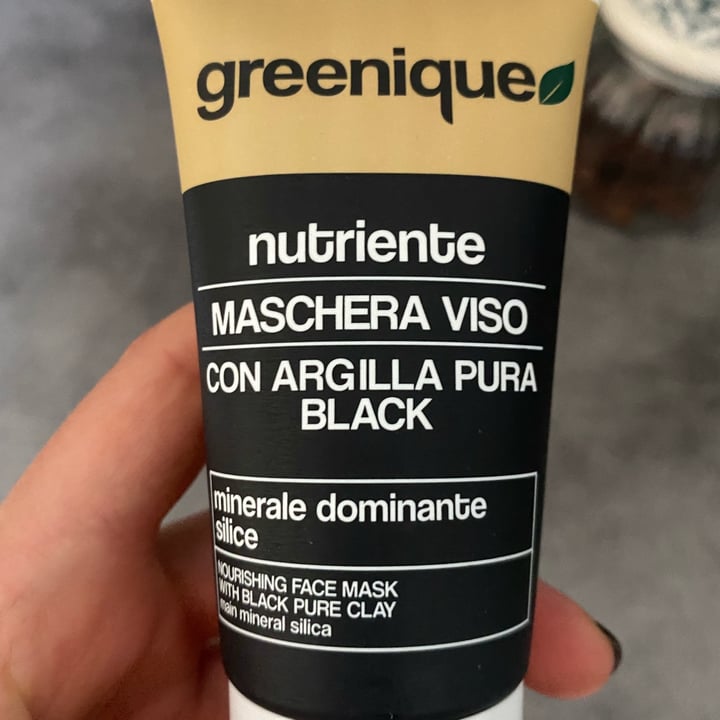 greenique
nutriente
MASCHERA VISO
CON ARGILLA PURA
BLACK
minerale dominante
silice
NOURISHING FACE MASK
WITH BLACK PURE CLAY
main mineral silica